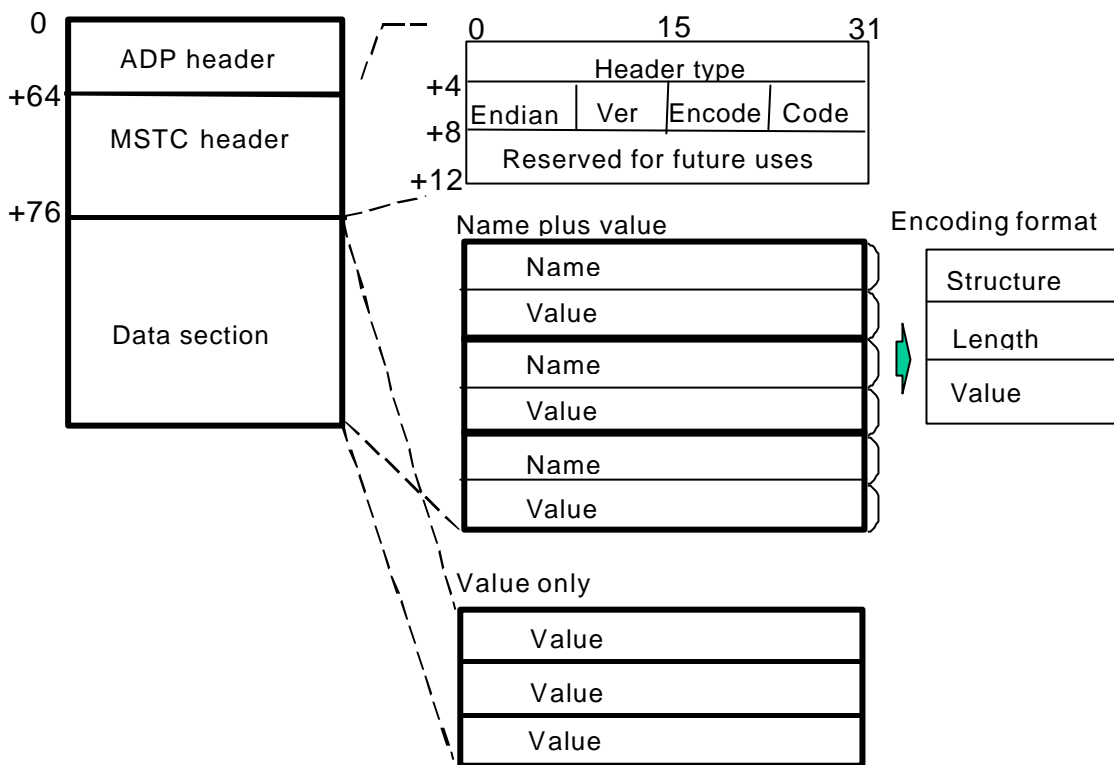 0
ADP header
+64
MSTC header
+76
Data section
0 15 31
Header type
+4
Endian Ver Encode Code
+8
Reserved for future uses
+12
Name plus value
Name
Value
Name
Value
Name
Value
Encoding format
Structure
Length
Value
Value only
Value
Value
Value